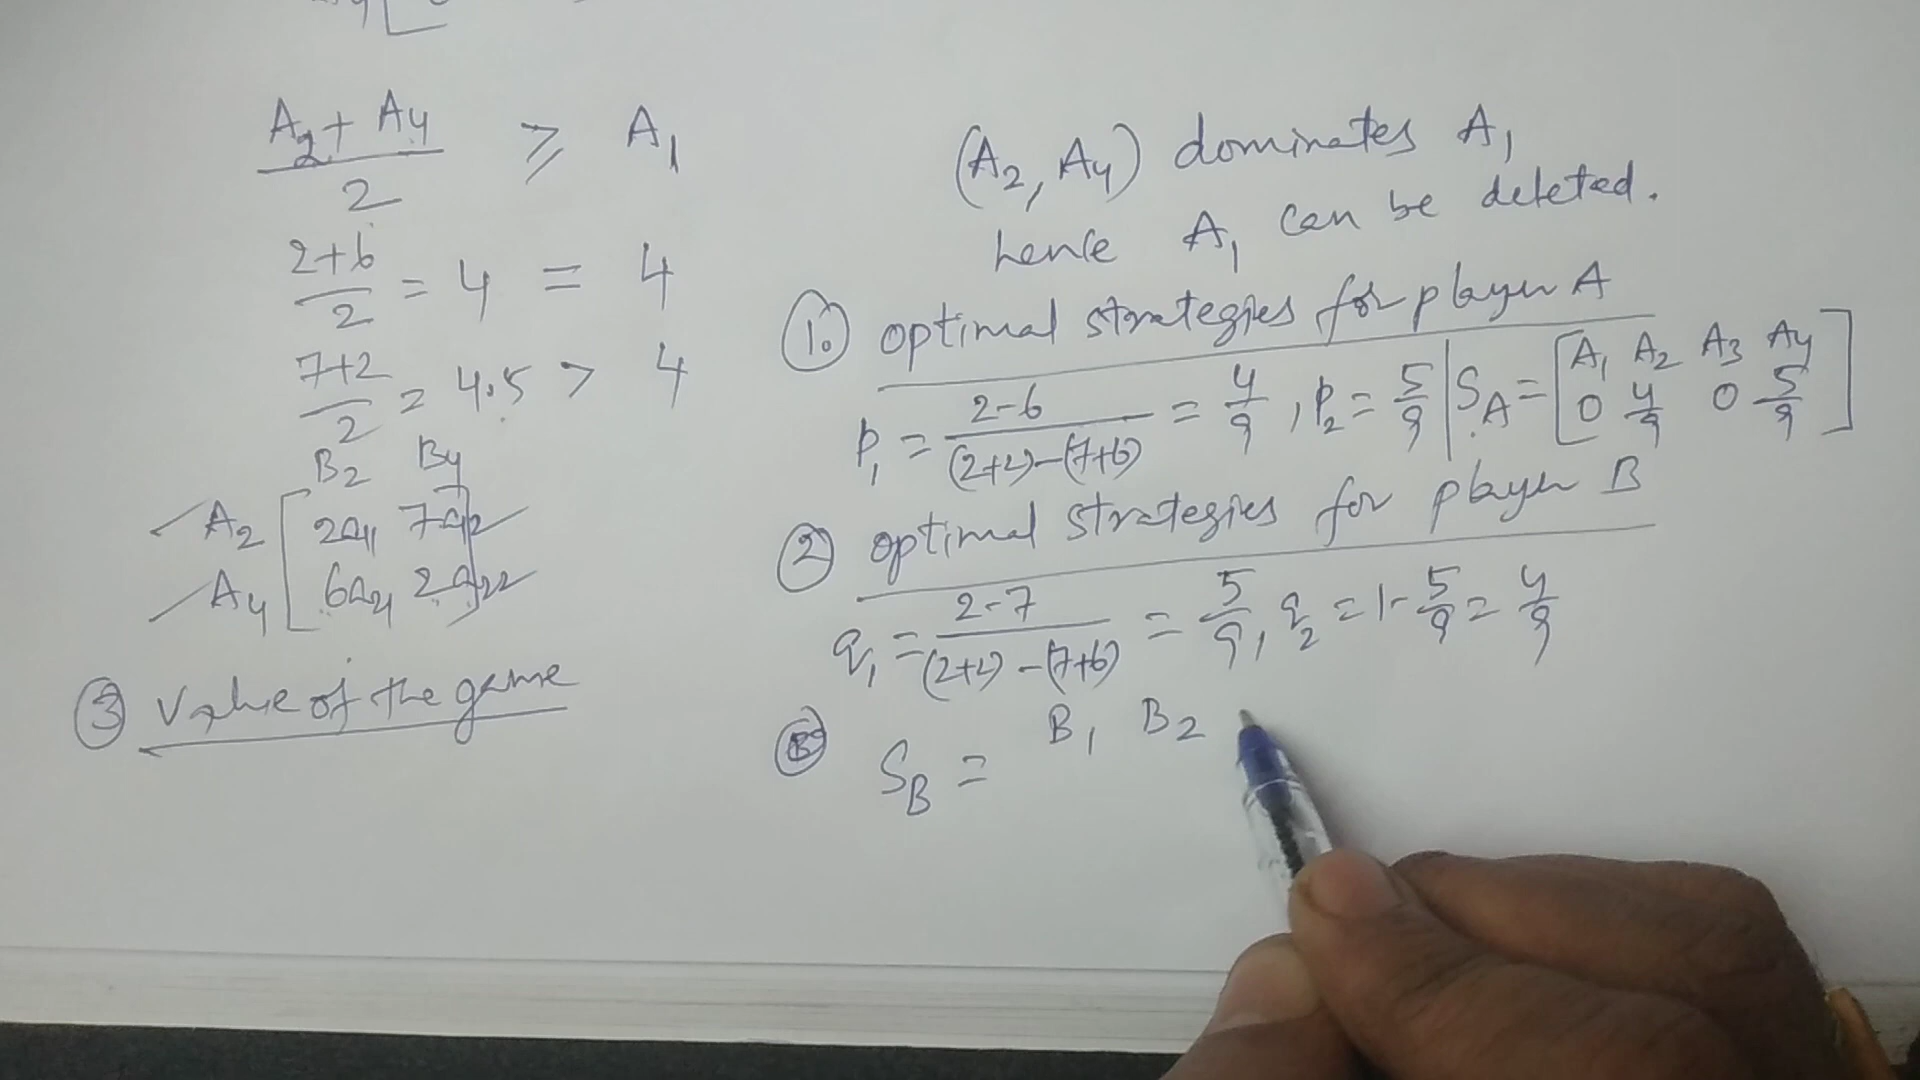 A2 + A4 / 2 ≥ A1
2+6 / 2 = 4 = 4
7+2 / 2 = 4.5 > 4
B2 B4
A2 [ 2a11 7a12 ]
A4 [ 6a21 2a22 ]
③ Value of the game
(A2, A4) dominates A1
hence A1 can be deleted.
①. optimal strategies for player A
p1 = 2-6 / (2+2)-(7+6) = 4/9, p2 = 5/9 | SA = [ A1 A2 A3 A4
0 4/9 0 5/9 ]
② optimal strategies for player B
q1 = 2-7 / (2+2)-(7+6) = 5/9, q2 = 1-5/9 = 4/9
SB = B1 B2